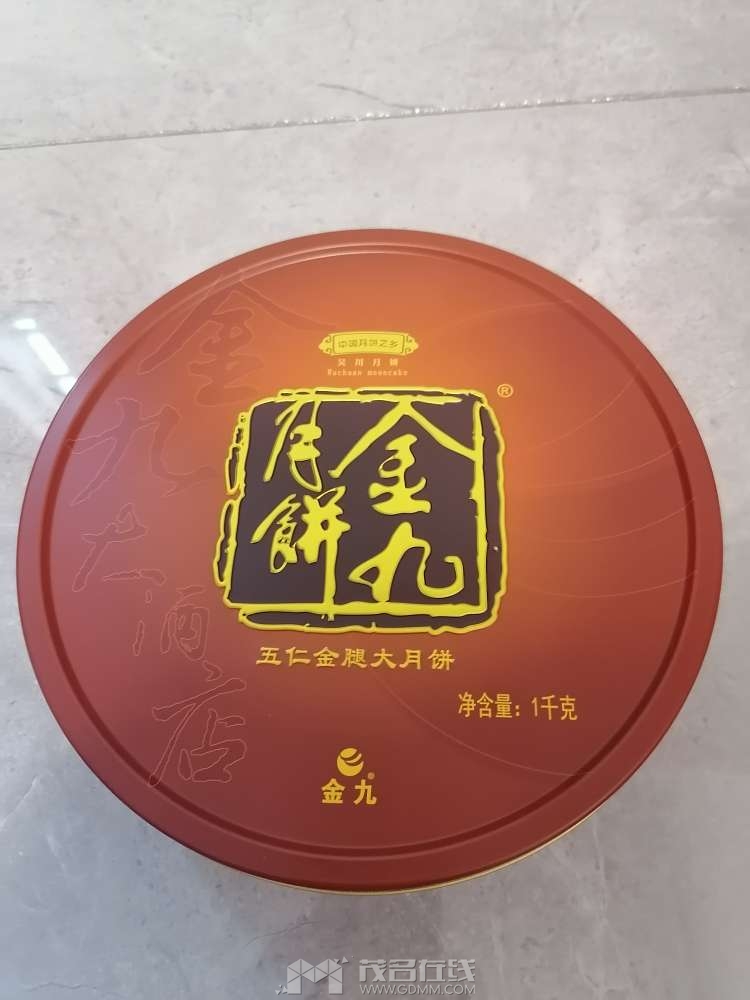 中国月饼之乡
吴川月饼
Wuchuan mooncake
金九
月餅
®
金九大酒店
五仁金腿大月饼
净含量：1千克
金九®
茂名在线
WWW.GDMM.COM